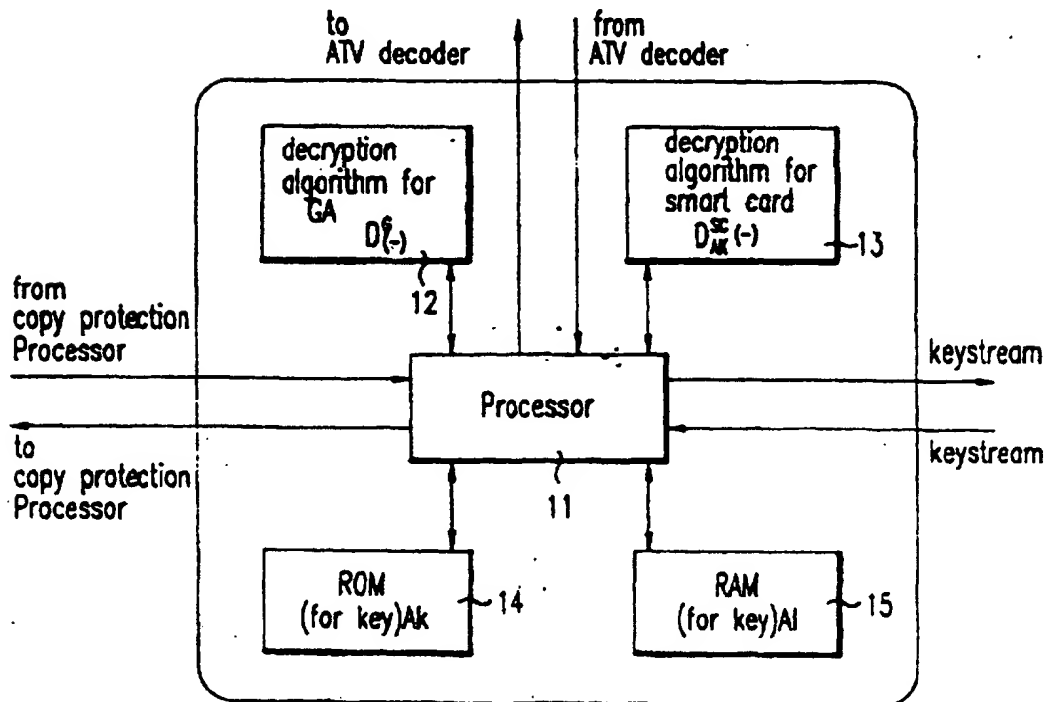 to
ATV decoder
from
ATV decoder
decryption
algorithm for
GA
D^G(-)
12
decryption
algorithm for
smart card
D^SC_AK(-)
13
from
copy protection
Processor
to
copy protection
Processor
Processor
11
keystream
keystream
ROM
(for key)Ak
14
RAM
(for key)Al
15